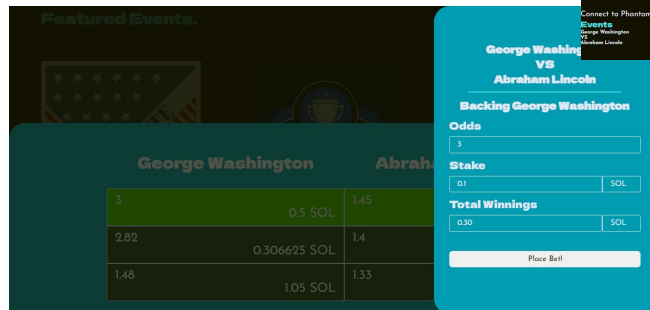 Featured Events.
Connect to Phantom
Events
George Washington
VS
Abraham Lincoln
George Washing
VS
Abraham Lincoln
Backing George Washington
Odds
3
Stake
0.1 SOL
Total Winnings
0.30 SOL
Place Bet!
George Washington Abrah
3 0.5 SOL 1.45
2.82 0.306625 SOL 1.4
1.48 1.05 SOL 1.33